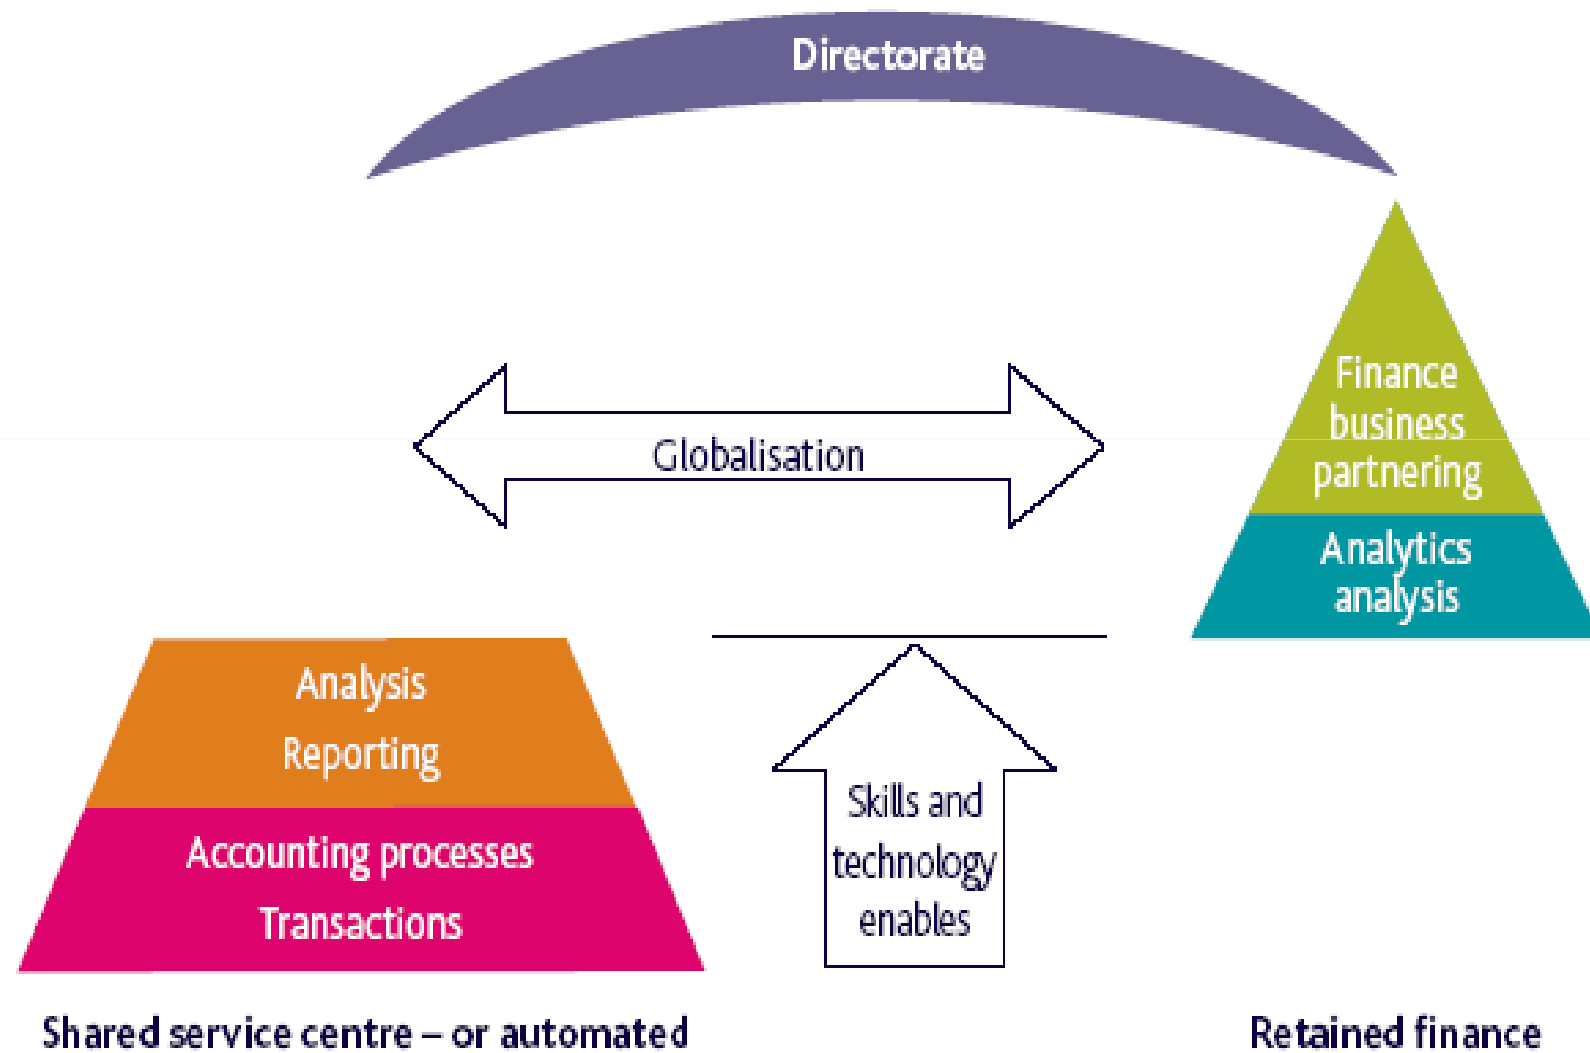 Directorate
Finance
business
partnering
Globalisation
Analytics
analysis
Analysis
Reporting
Skills and
technology
enables
Accounting processes
Transactions
Shared service centre – or automated
Retained finance